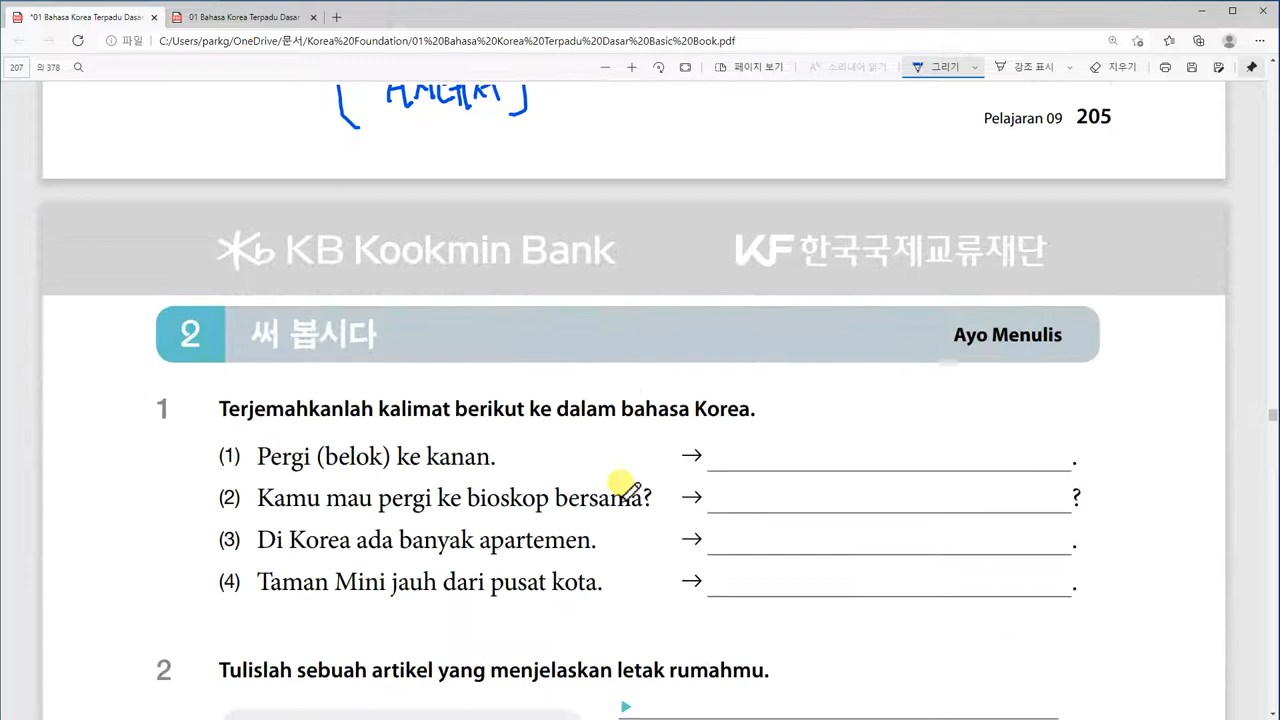 *01 Bahasa Korea Terpadu Dasar
01 Bahasa Korea Terpadu Dasar
파일 C:/Users/parkg/OneDrive/문서/Korea%20Foundation/01%20Bahasa%20Korea%20Terpadu%20Dasar%20Basic%20Book.pdf
207 의 378 페이지 보기 소리내어 읽기 그리기 강조 표시 지우기
Pelajaran 09 205
KB Kookmin Bank KF 한국국제교류재단
2 써 봅시다 Ayo Menulis
1 Terjemahkanlah kalimat berikut ke dalam bahasa Korea.
(1) Pergi (belok) ke kanan. → .
(2) Kamu mau pergi ke bioskop bersama? → ?
(3) Di Korea ada banyak apartemen. → .
(4) Taman Mini jauh dari pusat kota. → .
2 Tulislah sebuah artikel yang menjelaskan letak rumahmu.